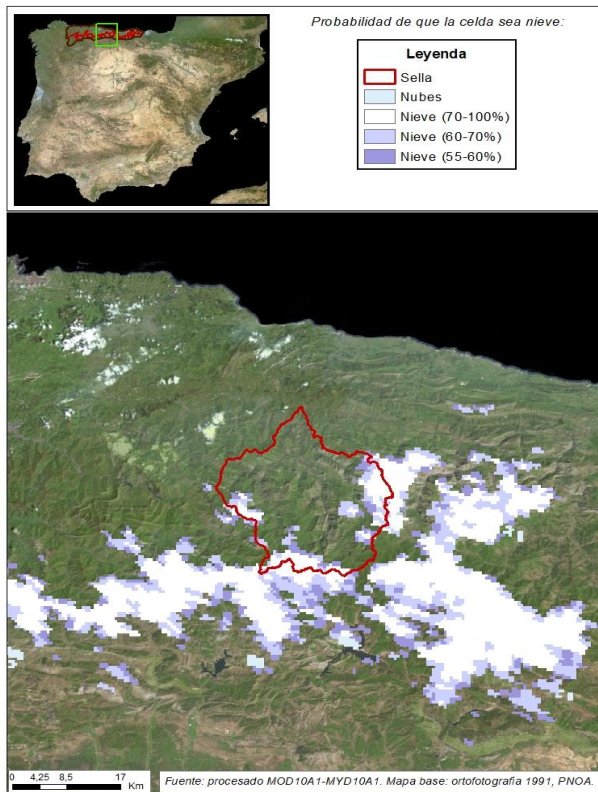 Probabilidad de que la celda sea nieve:
Leyenda
Sella
Nubes
Nieve (70-100%)
Nieve (60-70%)
Nieve (55-60%)
0 4,25 8,5 17
Km
Fuente: procesado MOD10A1-MYD10A1. Mapa base: ortofotografia 1991, PNOA.